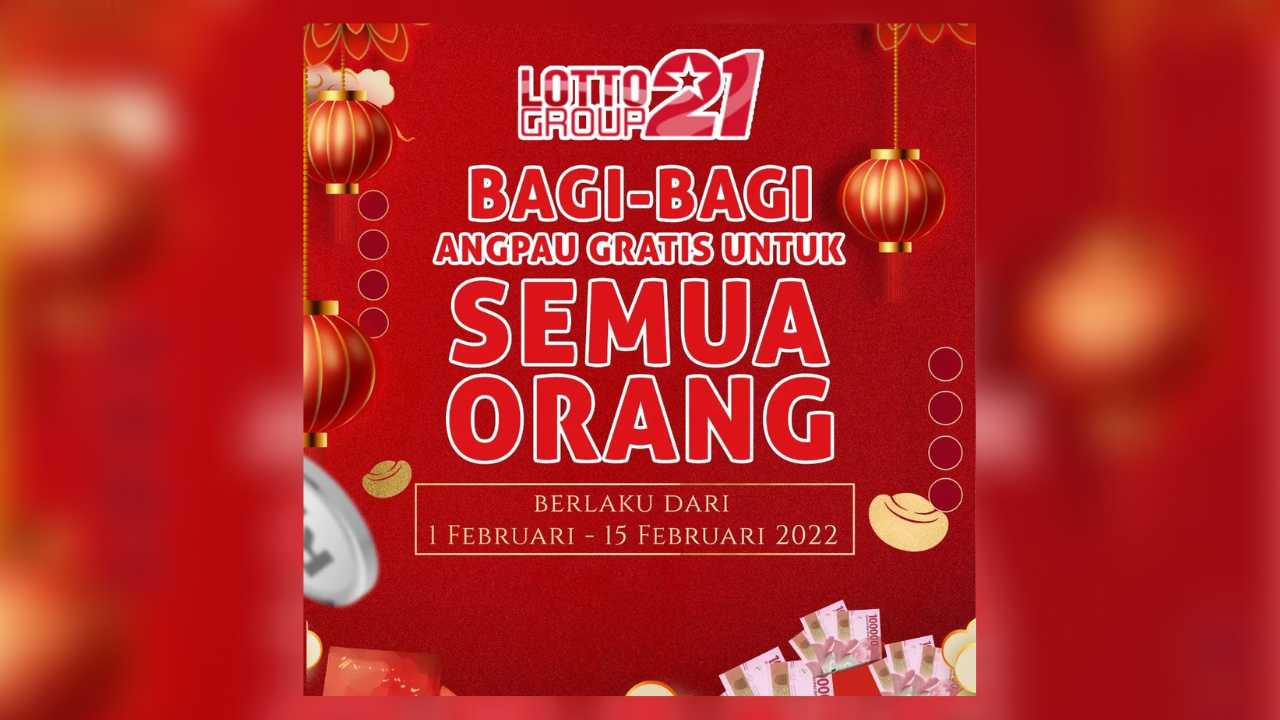 LOTTO 21
GROUP
BAGI-BAGI
ANGPAU GRATIS UNTUK
SEMUA
ORANG
BERLAKU DARI
1 FEBRUARI - 15 FEBRUARI 2022